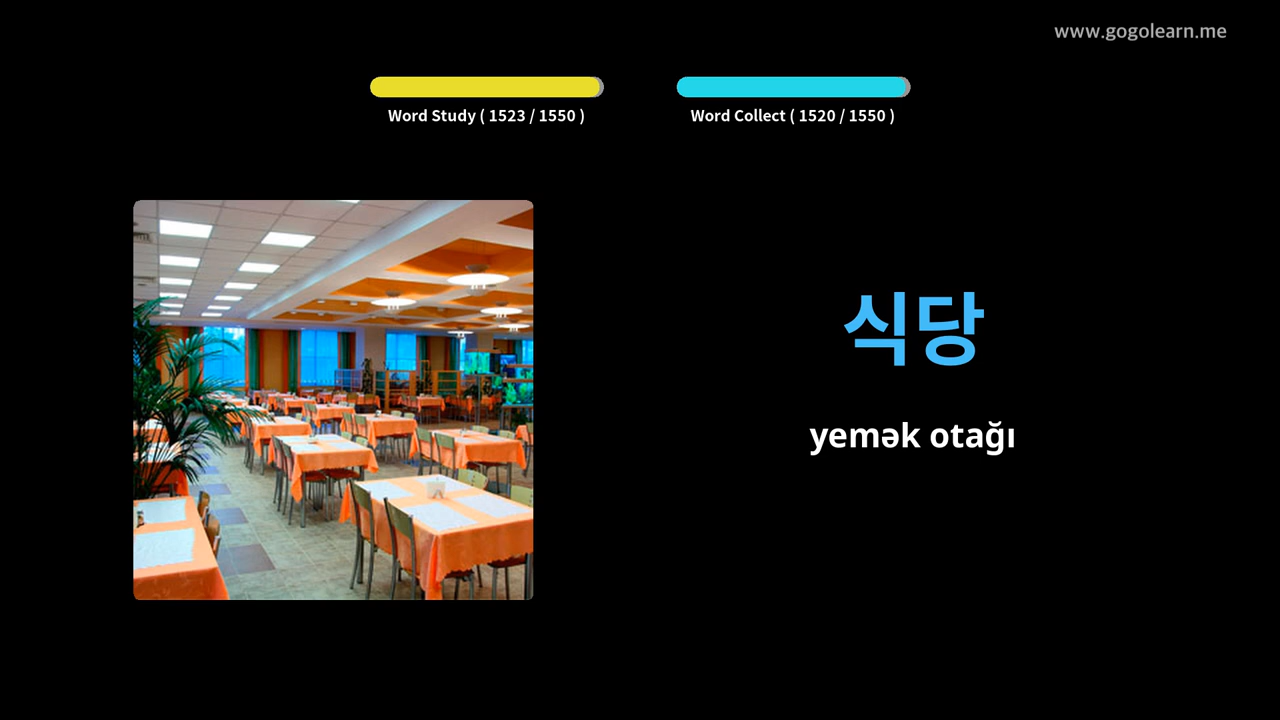 www.gogolearn.me
Word Study ( 1523 / 1550 )
Word Collect ( 1520 / 1550 )
식당
yemək otağı